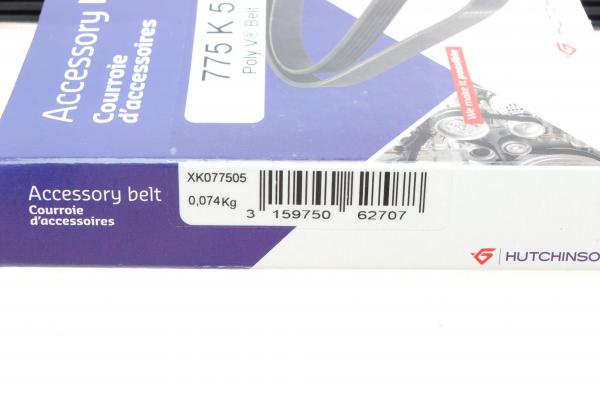 Accessory
Courroie
d'accessoires
775 K 5
Poly V® Belt
We make it possible
Accessory belt
Courroie
d'accessoires
XK077505
0,074Kg
3 159750 62707
HUTCHINSO